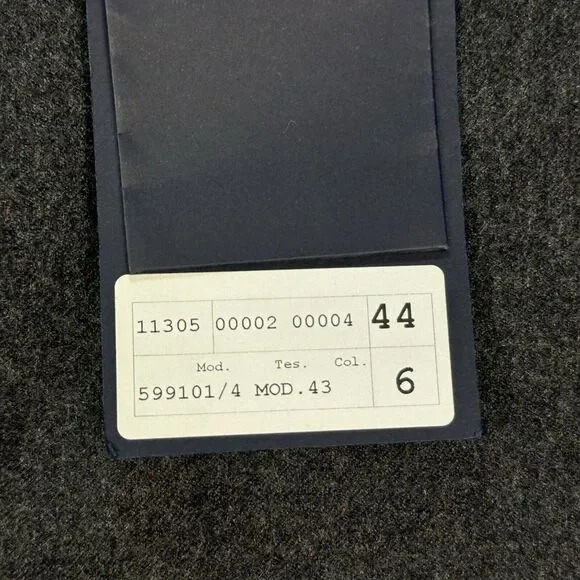 11305 00002 00004 44
Mod. Tes. Col.
599101/4 MOD.43 6